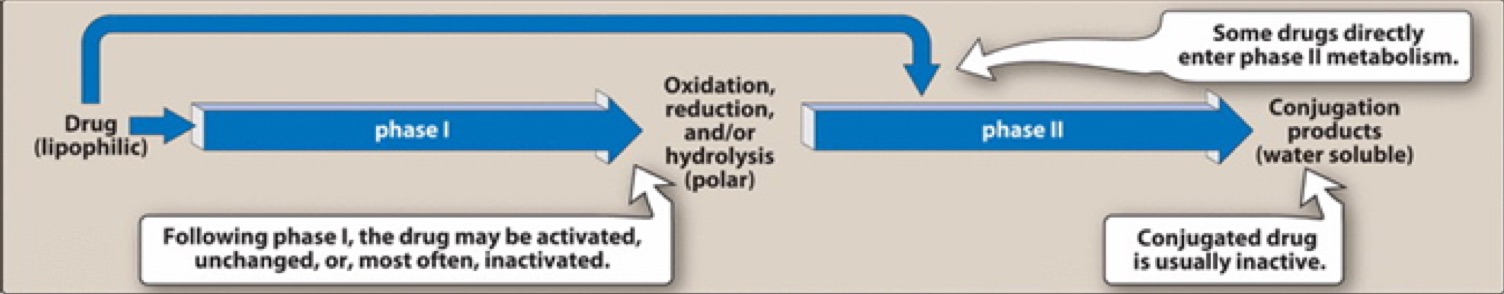 Drug
(lipophilic)
phase I
Oxidation,
reduction,
and/or
hydrolysis
(polar)
phase II
Conjugation
products
(water soluble)
Some drugs directly
enter phase II metabolism.
Following phase I, the drug may be activated,
unchanged, or, most often, inactivated.
Conjugated drug
is usually inactive.